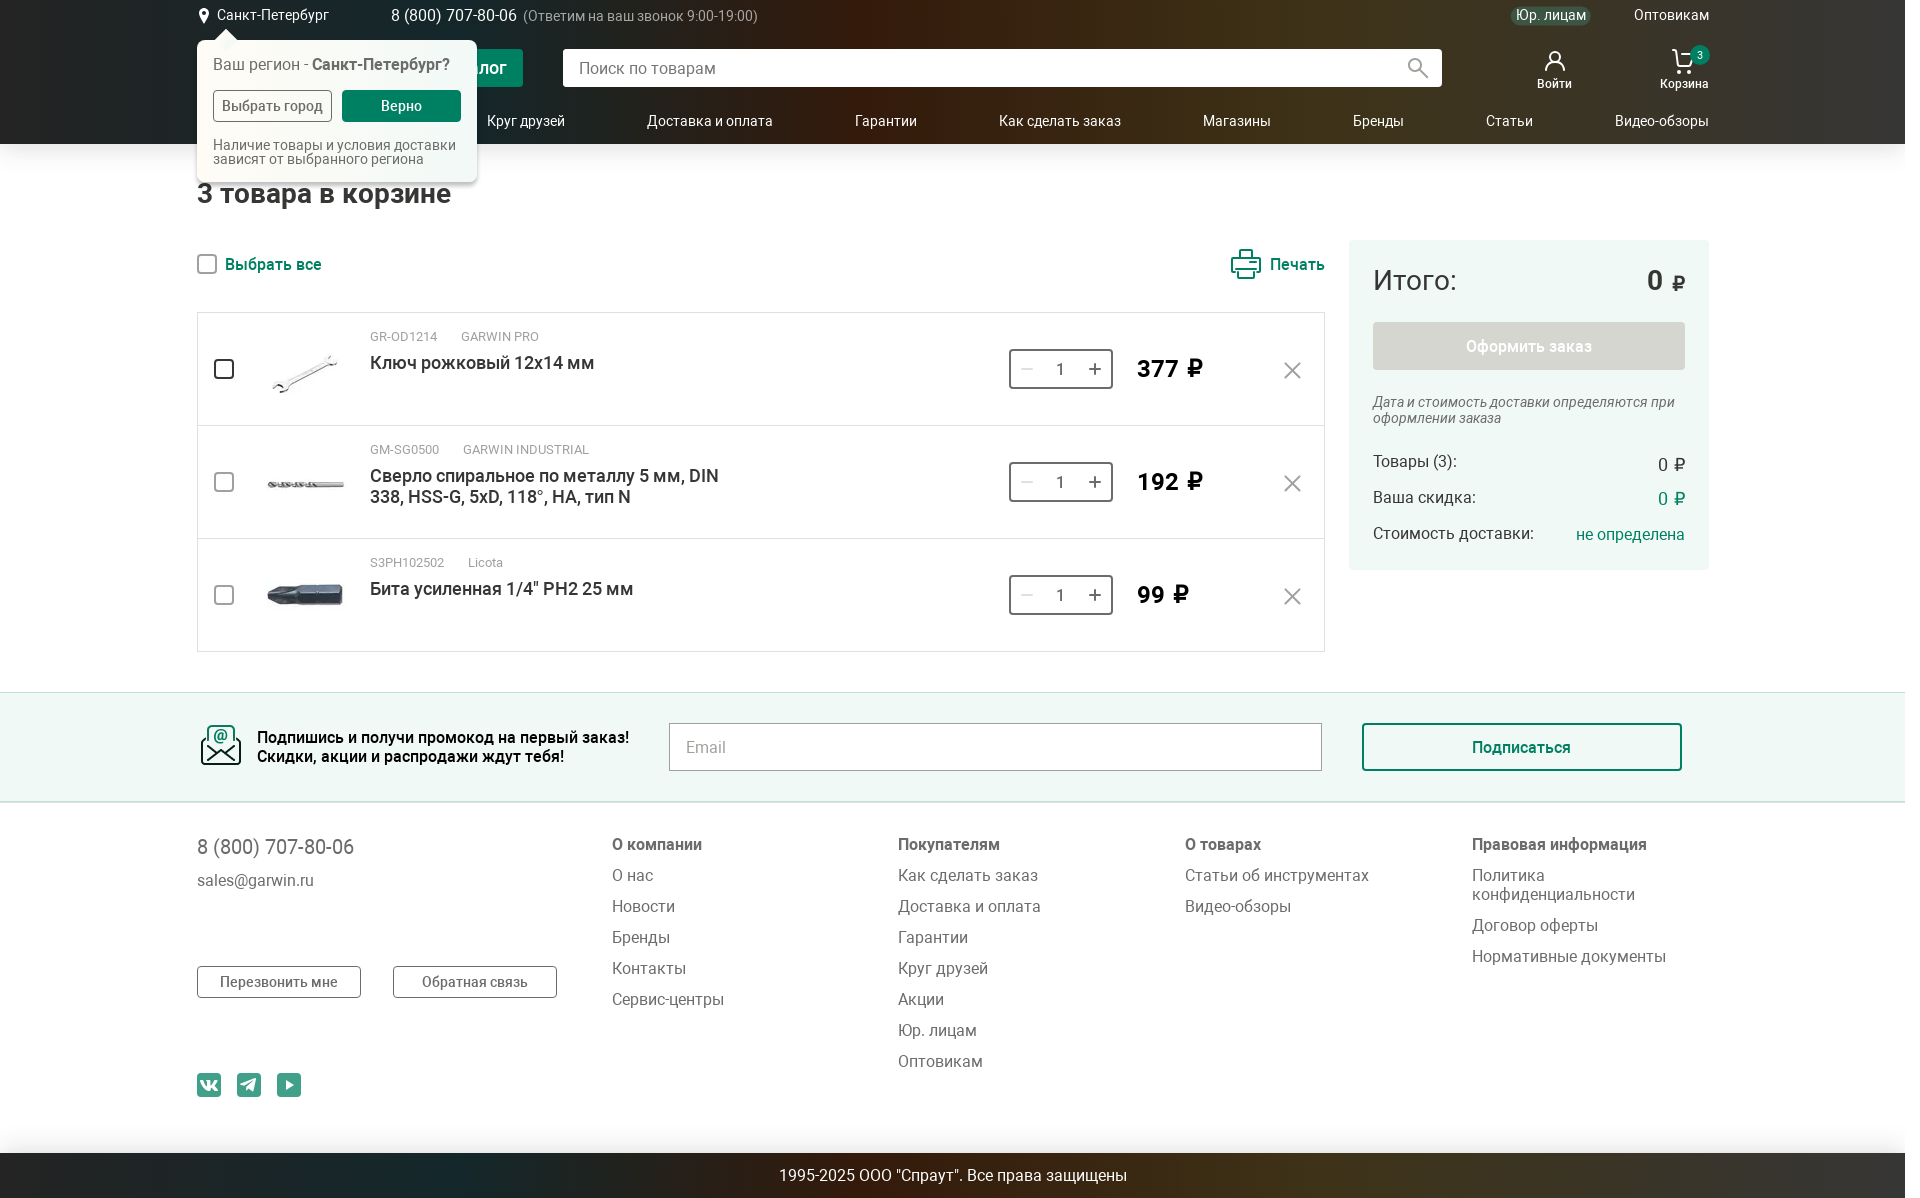 Санкт-Петербург
8 (800) 707-80-06 (Ответим на ваш звонок 9:00-19:00)
Юр. лицам
Оптовикам
Ваш регион - Санкт-Петербург?
Выбрать город
Верно
Наличие товары и условия доставки
зависят от выбранного региона
Поиск по товарам
Войти
3
Корзина
Круг друзей
Доставка и оплата
Гарантии
Как сделать заказ
Магазины
Бренды
Статьи
Видео-обзоры
3 товара в корзине
Выбрать все
Печать
GR-OD1214 GARWIN PRO
Ключ рожковый 12х14 мм
1
377 ₽
GM-SG0500 GARWIN INDUSTRIAL
Сверло спиральное по металлу 5 мм, DIN
338, HSS-G, 5xD, 118°, HA, тип N
1
192 ₽
S3PH102502 Licota
Бита усиленная 1/4" PH2 25 мм
1
99 ₽
Итого: 0 ₽
Оформить заказ
Дата и стоимость доставки определяются при
оформлении заказа
Товары (3): 0 ₽
Ваша скидка: 0 ₽
Стоимость доставки: не определена
Подпишись и получи промокод на первый заказ!
Скидки, акции и распродажи ждут тебя!
Email
Подписаться
8 (800) 707-80-06
sales@garwin.ru
Перезвонить мне
Обратная связь
О компании
О нас
Новости
Бренды
Контакты
Сервис-центры
Покупателям
Как сделать заказ
Доставка и оплата
Гарантии
Круг друзей
Акции
Юр. лицам
Оптовикам
О товарах
Статьи об инструментах
Видео-обзоры
Правовая информация
Политика
конфиденциальности
Договор оферты
Нормативные документы
1995-2025 ООО "Спраут". Все права защищены